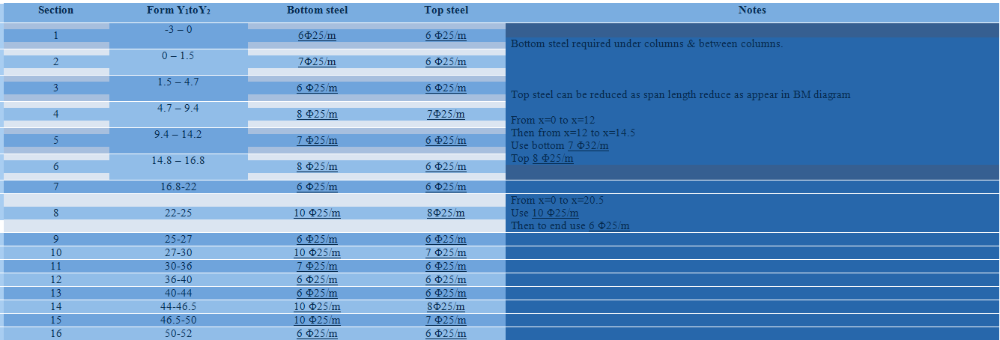 Section Form Y₁toY₂ Bottom steel Top steel Notes
1 -3 – 0 6Φ25/m 6 Φ25/m
Bottom steel required under columns & between columns.
2 0 – 1.5 7Φ25/m 6 Φ25/m
3 1.5 – 4.7 6 Φ25/m 6 Φ25/m
Top steel can be reduced as span length reduce as appear in BM diagram
4 4.7 – 9.4 8 Φ25/m 7Φ25/m
From x=0 to x=12
Then from x=12 to x=14.5
5 9.4 – 14.2 7 Φ25/m 6 Φ25/m
Use bottom 7 Φ32/m
Top 8 Φ25/m
6 14.8 – 16.8 8 Φ25/m 6 Φ25/m
7 16.8-22 6 Φ25/m 6 Φ25/m
From x=0 to x=20.5
8 22-25 10 Φ25/m 8Φ25/m Use 10 Φ25/m
Then to end use 6 Φ25/m
9 25-27 6 Φ25/m 6 Φ25/m
10 27-30 10 Φ25/m 7 Φ25/m
11 30-36 7 Φ25/m 6 Φ25/m
12 36-40 6 Φ25/m 6 Φ25/m
13 40-44 6 Φ25/m 6 Φ25/m
14 44-46.5 10 Φ25/m 8Φ25/m
15 46.5-50 10 Φ25/m 7 Φ25/m
16 50-52 6 Φ25/m 6 Φ25/m